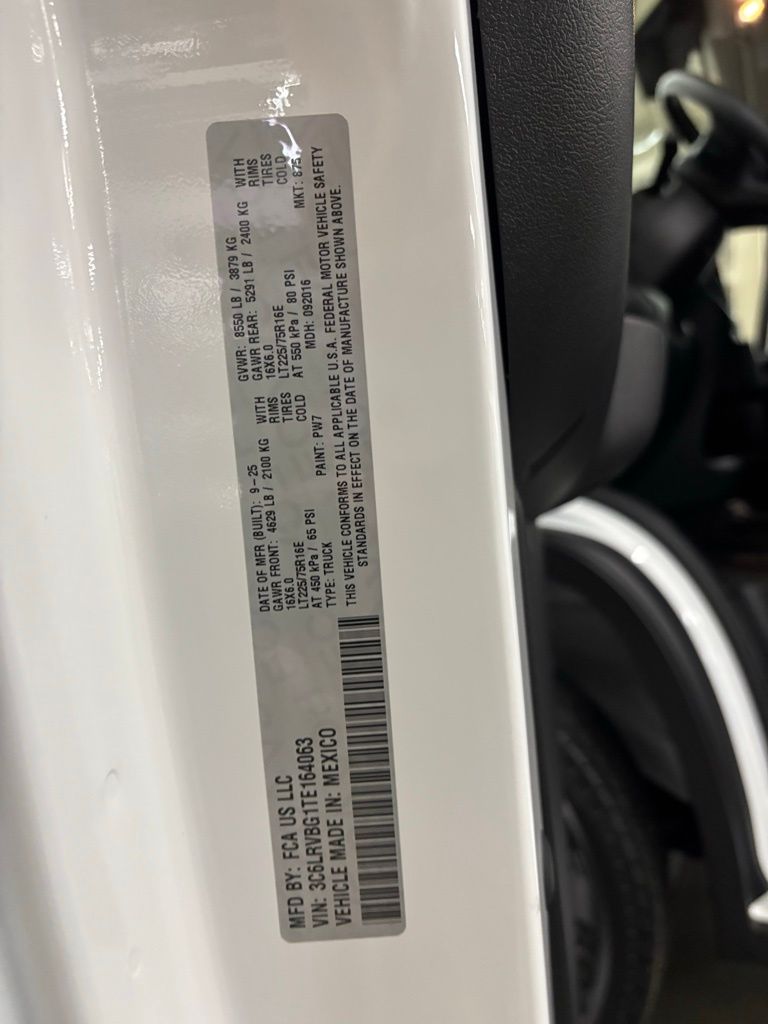 MFD BY: FCA US LLC
VIN: 3C6LRVBG1TE164063
VEHICLE MADE IN: MEXICO
DATE OF MFR (BUILT): 9-25 GVWR: 8550 LB / 3879 KG
GAWR FRONT: 4629 LB / 2100 KG WITH GAWR REAR: 5291 LB / 2400 KG WITH
16X6.0 RIMS 16X6.0 RIMS
LT225/75R16E TIRES LT225/75R16E TIRES
AT 450 kPa / 65 PSI COLD AT 550 kPa / 80 PSI COLD
TYPE: TRUCK PAINT: PW7 MDH: 092016 MKT:
THIS VEHICLE CONFORMS TO ALL APPLICABLE U.S.A. FEDERAL MOTOR VEHICLE SAFETY
STANDARDS IN EFFECT ON THE DATE OF MANUFACTURE SHOWN ABOVE.